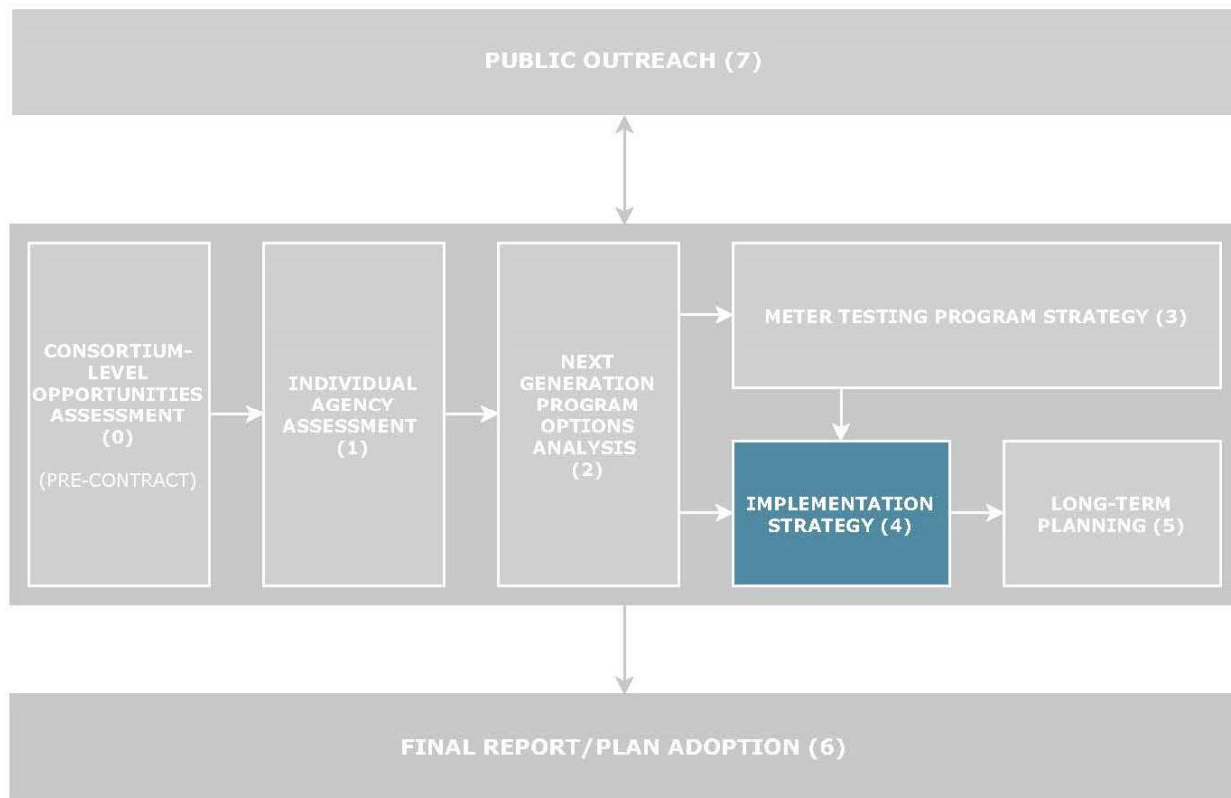 PUBLIC OUTREACH (7)
CONSORTIUM-
LEVEL
OPPORTUNITIES
ASSESSMENT
(0)
(PRE-CONTRACT)
INDIVIDUAL
AGENCY
ASSESSMENT
(1)
NEXT
GENERATION
PROGRAM
OPTIONS
ANALYSIS
(2)
METER TESTING PROGRAM STRATEGY (3)
IMPLEMENTATION
STRATEGY (4)
LONG-TERM
PLANNING (5)
FINAL REPORT/PLAN ADOPTION (6)